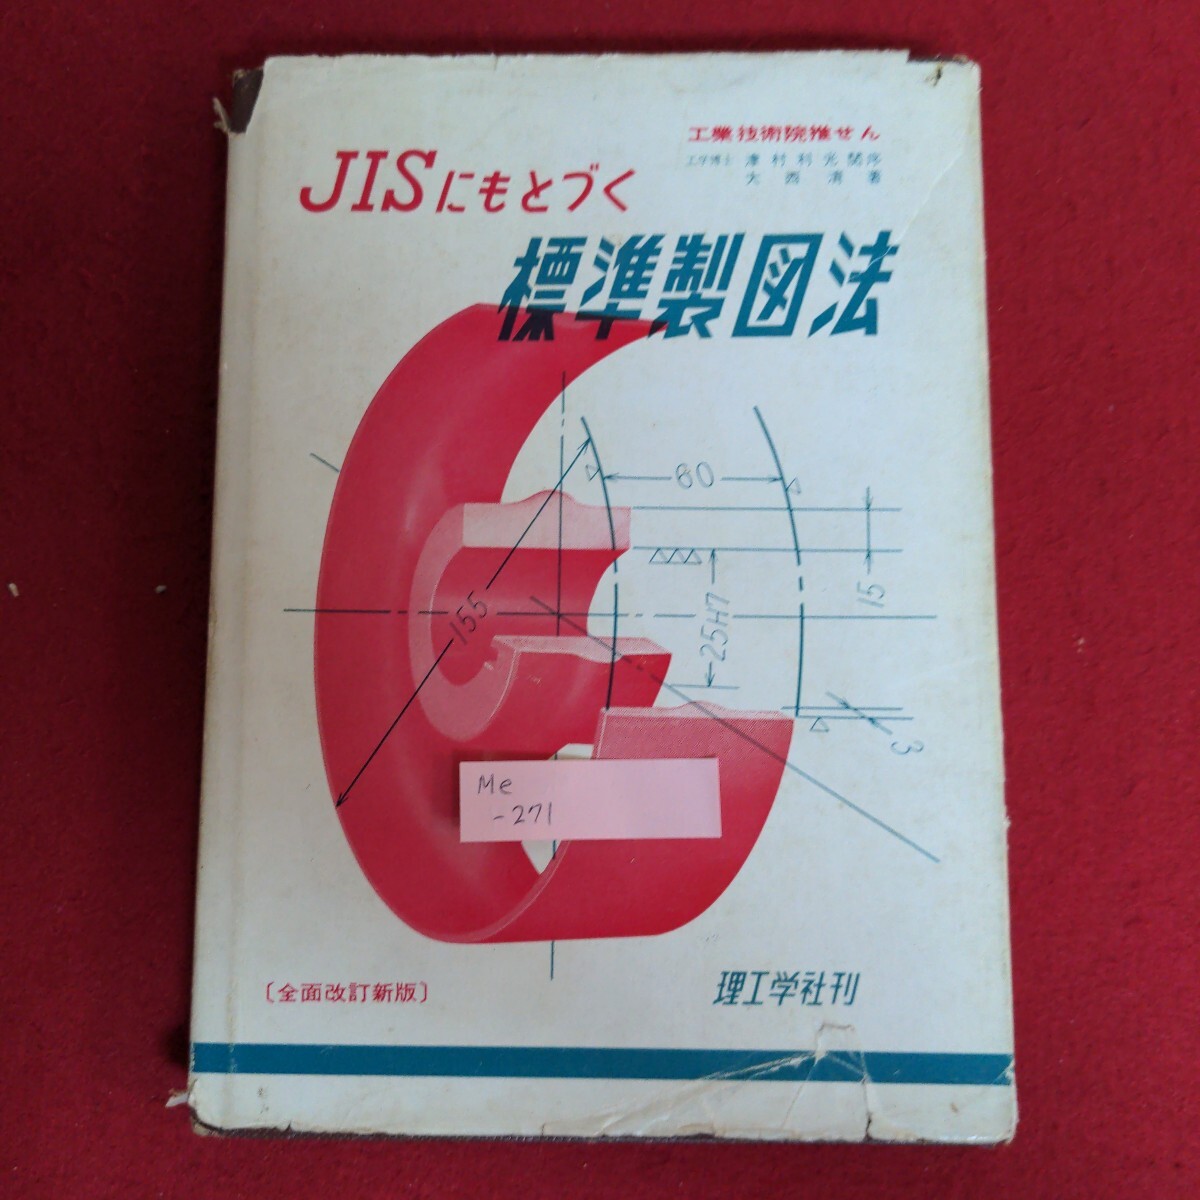 工業技術院推せん
工学博士 津村利光閲序
大西清著
JISにもとづく
標準製図法
60
15
155
25H7
3
Me
-271
〔全面改訂新版〕
理工学社刊